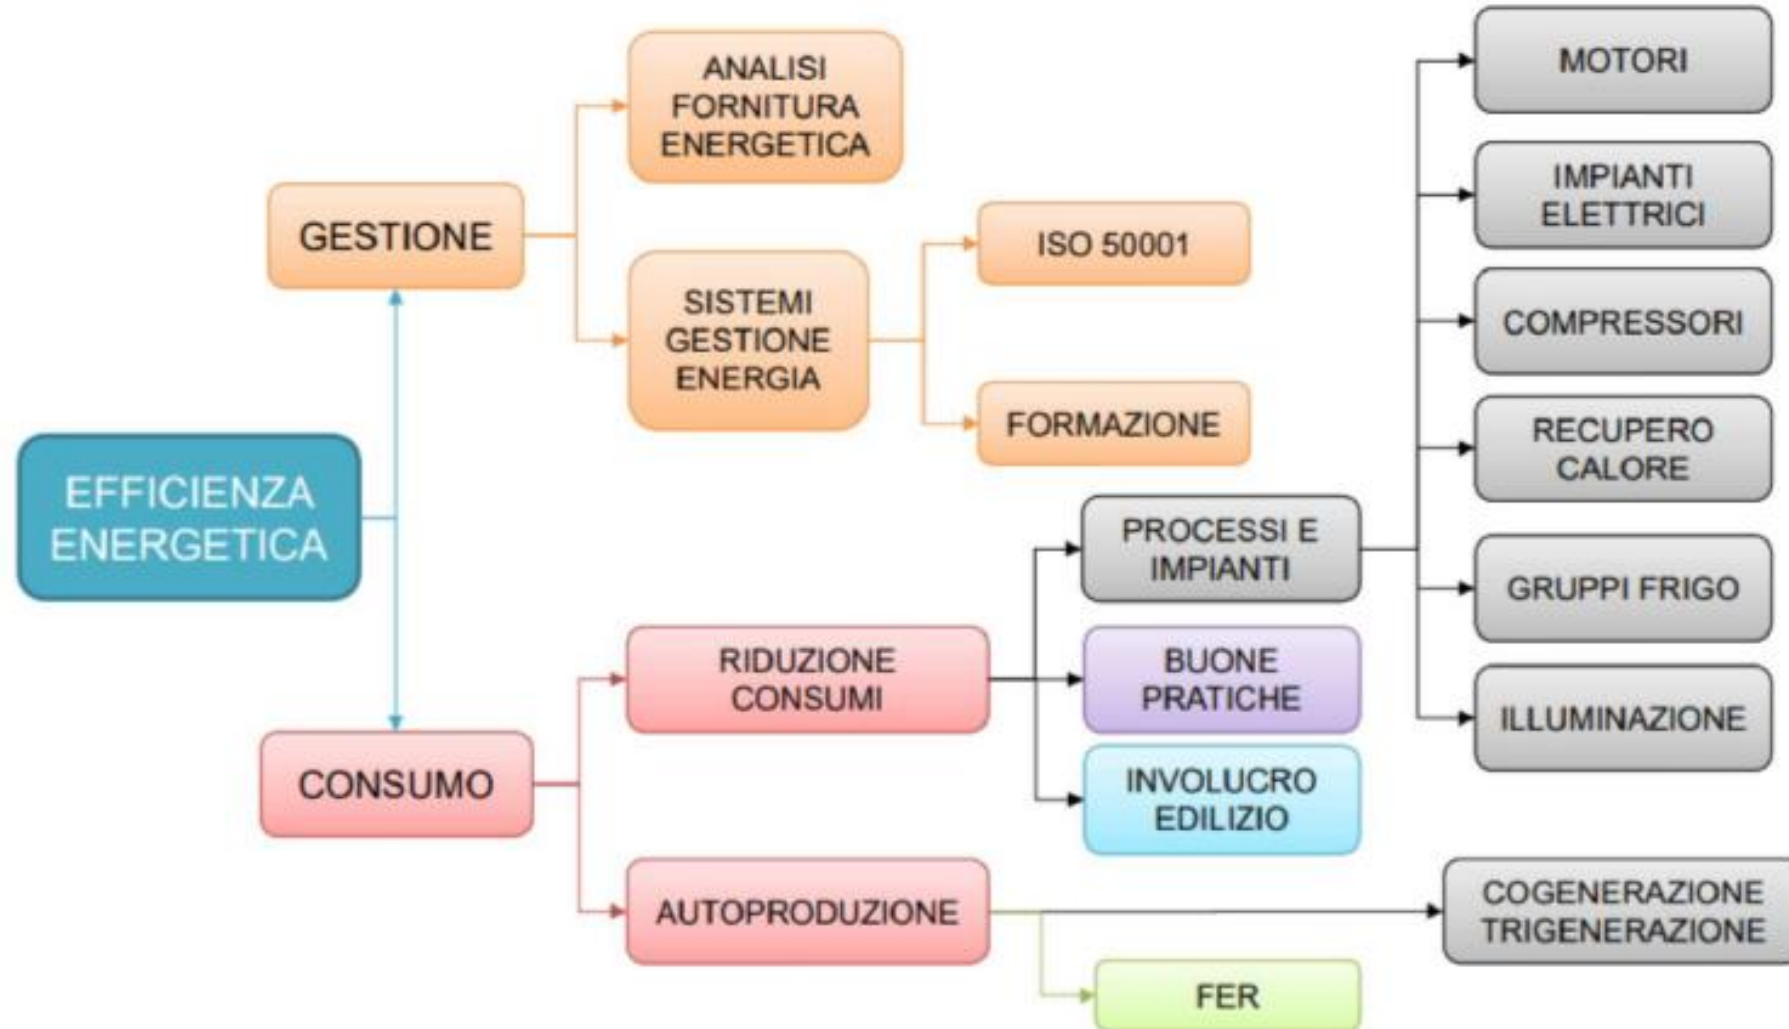 ANALISI
FORNITURA
ENERGETICA
GESTIONE
SISTEMI
GESTIONE
ENERGIA
ISO 50001
FORMAZIONE
EFFICIENZA
ENERGETICA
CONSUMO
RIDUZIONE
CONSUMI
AUTOPRODUZIONE
PROCESSI E
IMPIANTI
BUONE
PRATICHE
INVOLUCRO
EDILIZIO
FER
MOTORI
IMPIANTI
ELETTRICI
COMPRESSORI
RECUPERO
CALORE
GRUPPI FRIGO
ILLUMINAZIONE
COGENERAZIONE
TRIGENERAZIONE